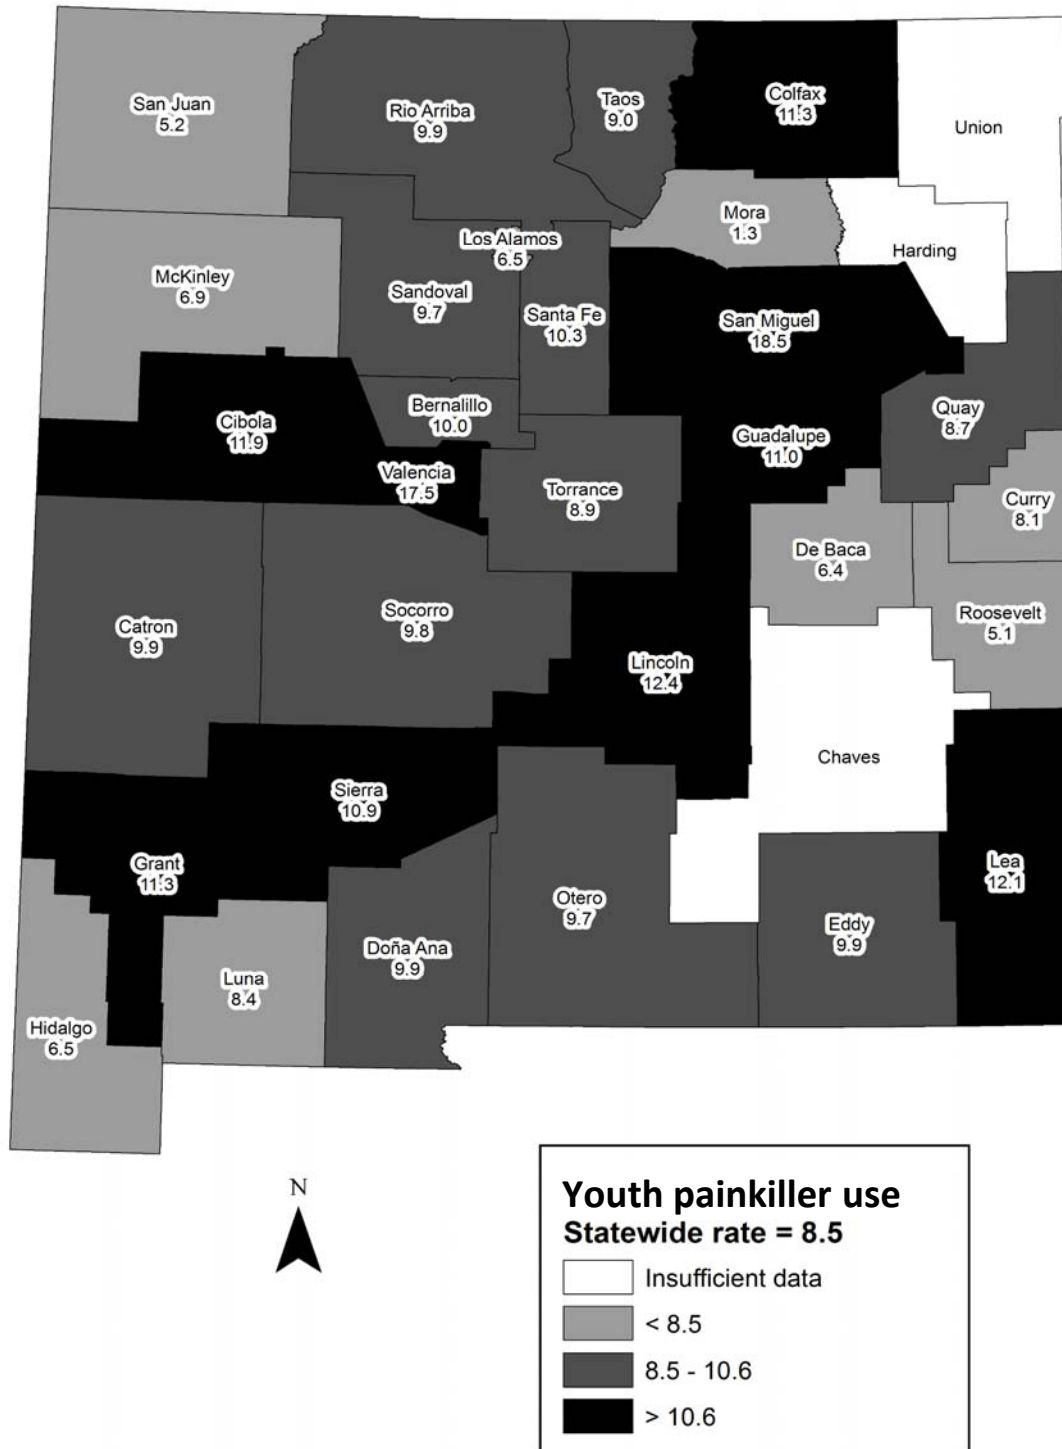 San Juan
5.2
Rio Arriba
9.9
Taos
9.0
Colfax
11.3
Union
Mora
1.3
Harding
Los Alamos
6.5
McKinley
6.9
Sandoval
9.7
Santa Fe
10.3
San Miguel
18.5
Cibola
11.9
Bernalillo
10.0
Quay
8.7
Guadalupe
11.0
Valencia
17.5
Torrance
8.9
Curry
8.1
De Baca
6.4
Roosevelt
5.1
Catron
9.9
Socorro
9.8
Lincoln
12.4
Chaves
Sierra
10.9
Grant
11.3
Lea
12.1
Otero
9.7
Eddy
9.9
Doña Ana
9.9
Luna
8.4
Hidalgo
6.5
N
Youth painkiller use
Statewide rate = 8.5
Insufficient data
< 8.5
8.5 - 10.6
> 10.6